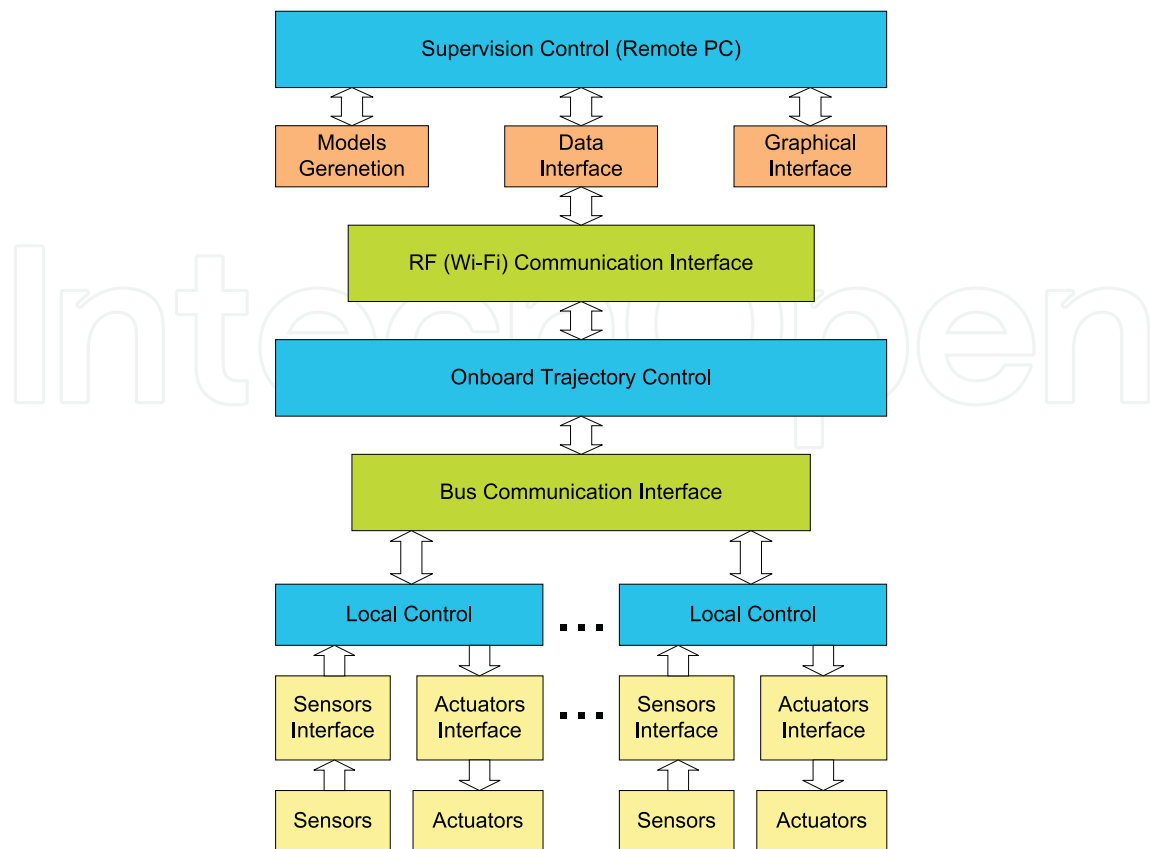 Supervision Control (Remote PC)
Models
Gerenetion
Data
Interface
Graphical
Interface
RF (Wi-Fi) Communication Interface
IntechOpen
Onboard Trajectory Control
Bus Communication Interface
Local Control
...
Local Control
Sensors
Interface
Actuators
Interface
...
Sensors
Interface
Actuators
Interface
Sensors
Actuators
Sensors
Actuators